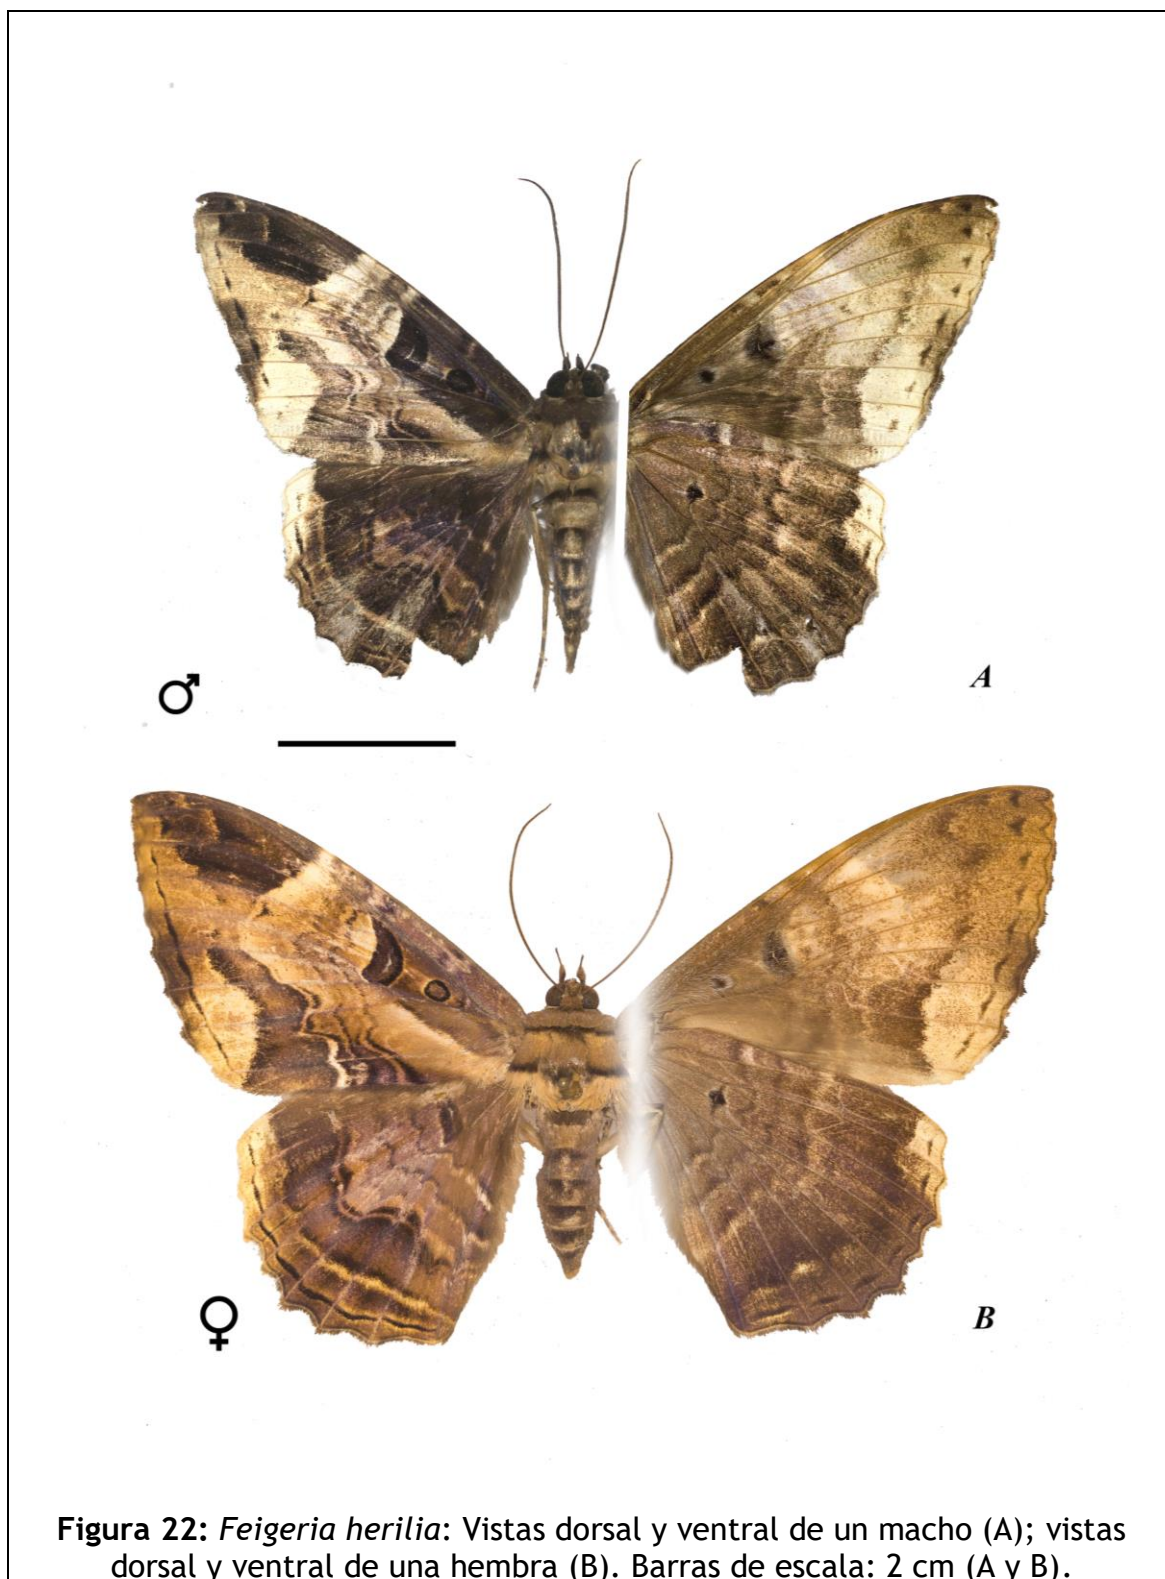 ♂
A
♀
B
Figura 22: Feigeria herilia: Vistas dorsal y ventral de un macho (A); vistas
dorsal y ventral de una hembra (B). Barras de escala: 2 cm (A y B).